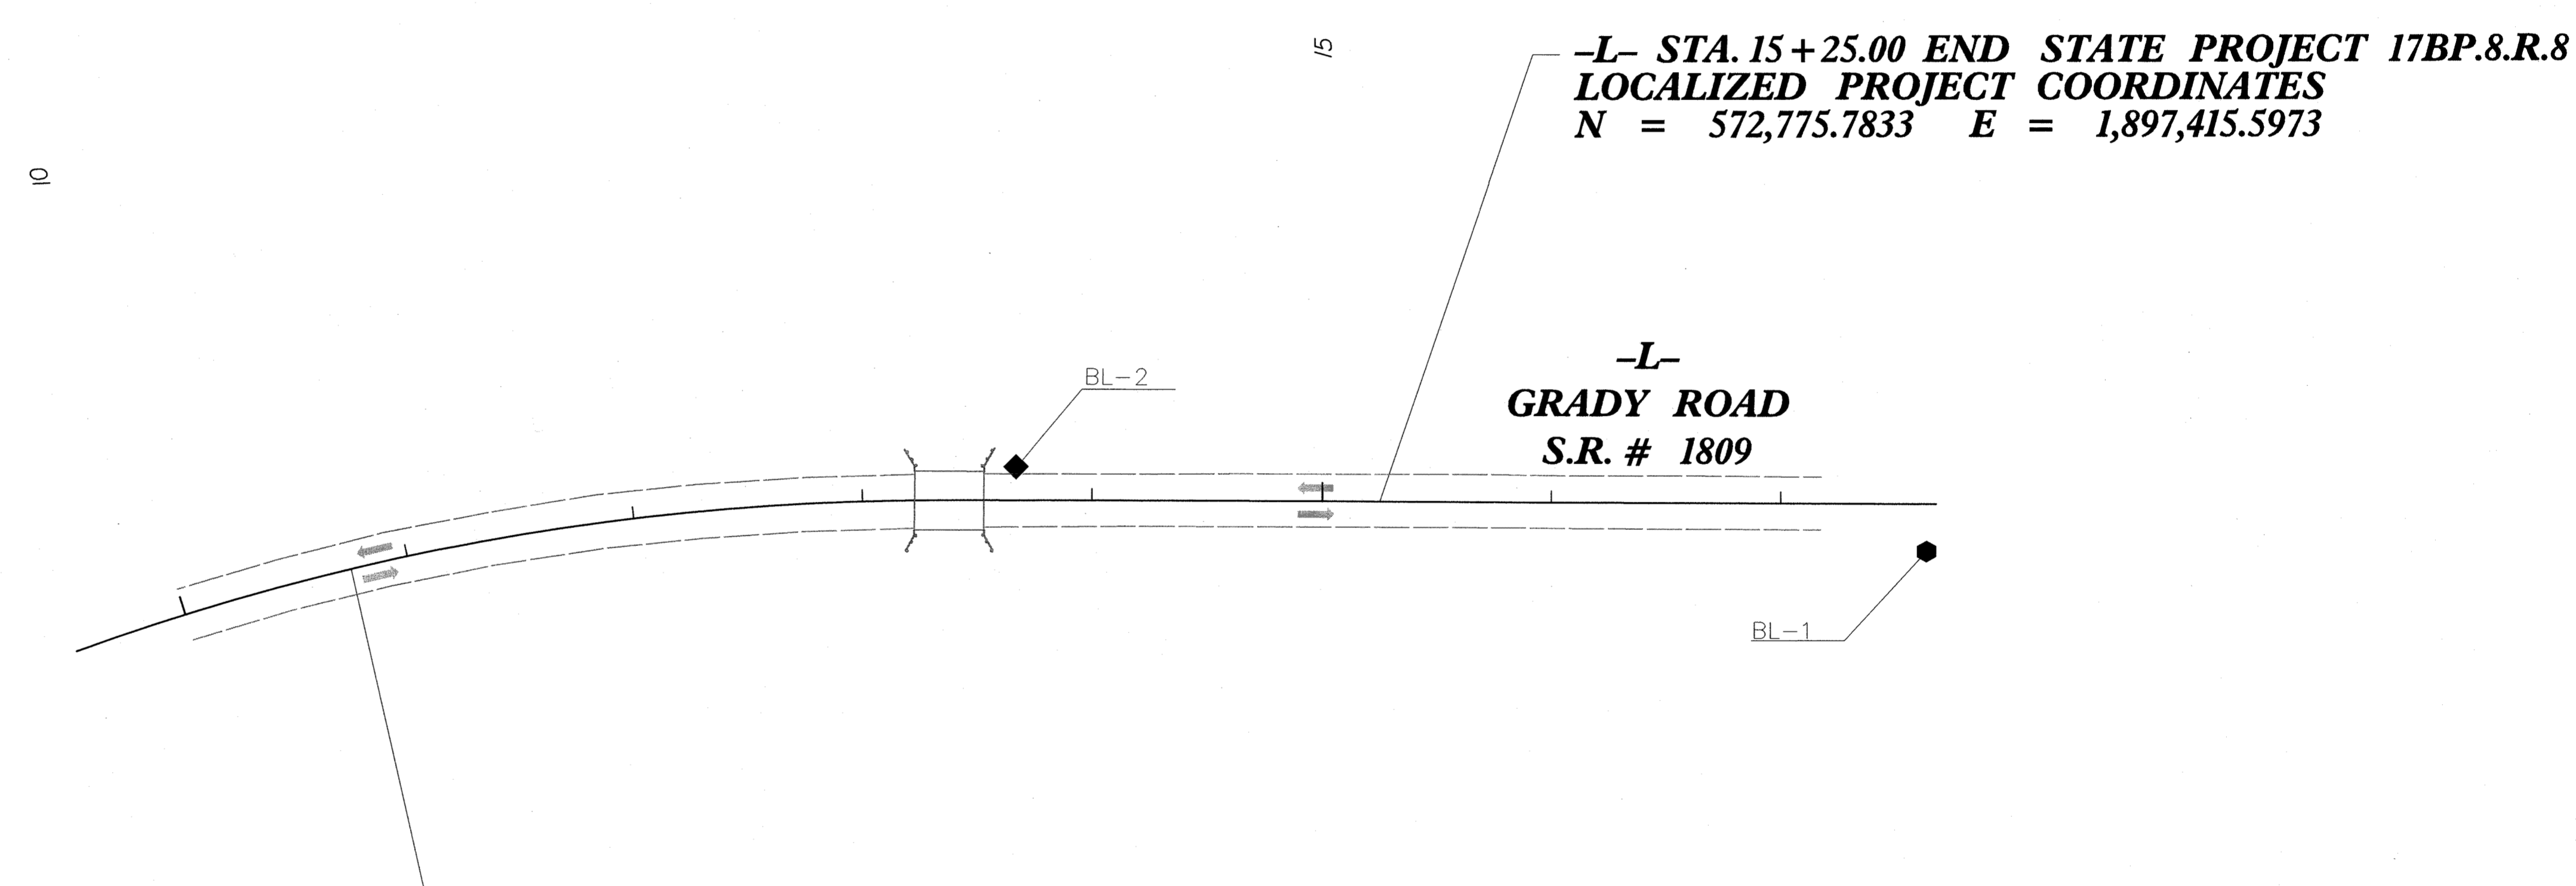 15
–L– STA. 15+25.00 END STATE PROJECT 17BP.8.R.8
LOCALIZED PROJECT COORDINATES
N = 572,775.7833 E = 1,897,415.5973
10
–L–
GRADY ROAD
S.R. # 1809
BL-2
BL-1